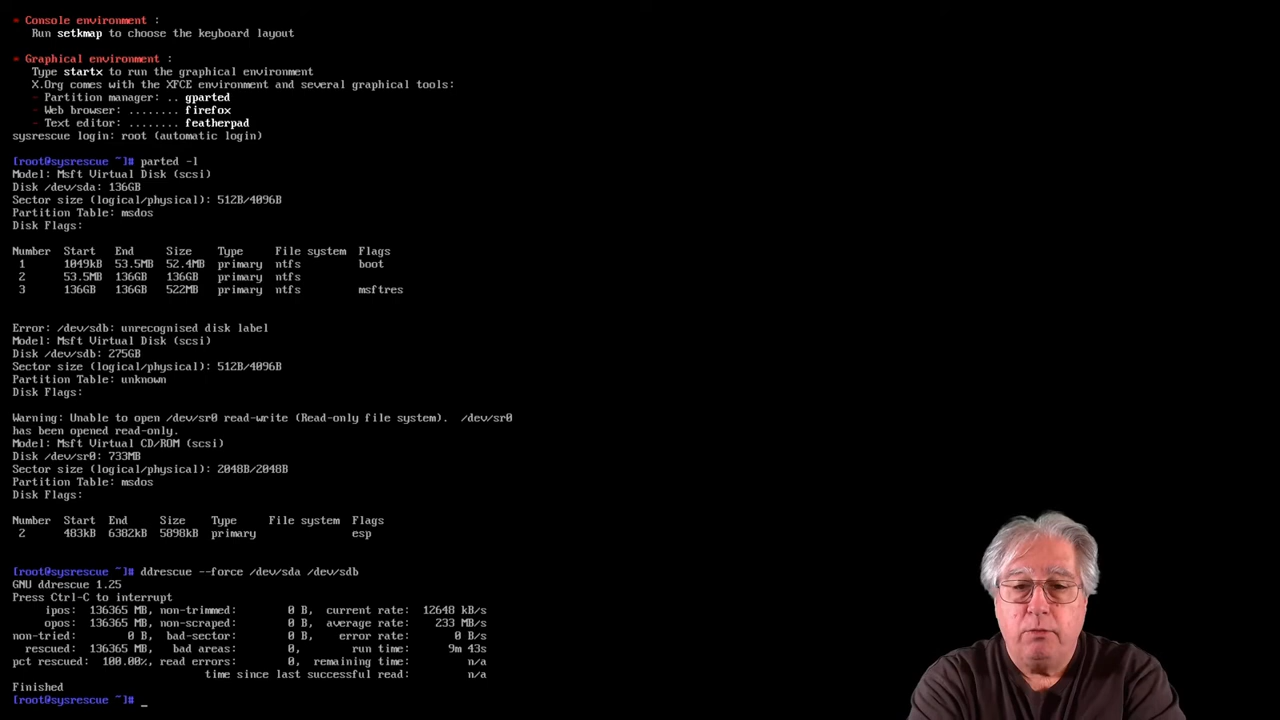 * Console environment :
Run setkmap to choose the keyboard layout
* Graphical environment :
Type startx to run the graphical environment
X.Org comes with the XFCE environment and several graphical tools:
- Partition manager: .. gparted
- Web browser: ........ firefox
- Text editor: ........ featherpad
sysrescue login: root (automatic login)
[root@sysrescue ~]# parted -l
Model: Msft Virtual Disk (scsi)
Disk /dev/sda: 136GB
Sector size (logical/physical): 512B/4096B
Partition Table: msdos
Disk Flags:
Number Start End Size Type File system Flags
1 1049kB 53.5MB 52.4MB primary ntfs boot
2 53.5MB 136GB 136GB primary ntfs
3 136GB 136GB 522MB primary ntfs msftres
Error: /dev/sdb: unrecognised disk label
Model: Msft Virtual Disk (scsi)
Disk /dev/sdb: 275GB
Sector size (logical/physical): 512B/4096B
Partition Table: unknown
Disk Flags:
Warning: Unable to open /dev/sr0 read-write (Read-only file system). /dev/sr0
has been opened read-only.
Model: Msft Virtual CD/ROM (scsi)
Disk /dev/sr0: 733MB
Sector size (logical/physical): 2048B/2048B
Partition Table: msdos
Disk Flags:
Number Start End Size Type File system Flags
2 483kB 6382kB 5898kB primary esp
[root@sysrescue ~]# ddrescue --force /dev/sda /dev/sdb
GNU ddrescue 1.25
Press Ctrl-C to interrupt
ipos: 136365 MB, non-trimmed: 0 B, current rate: 12648 kB/s
opos: 136365 MB, non-scraped: 0 B, average rate: 233 MB/s
non-tried: 0 B, bad-sector: 0 B, error rate: 0 B/s
rescued: 136365 MB, bad areas: 0, run time: 9m 43s
pct rescued: 100.00%, read errors: 0, remaining time: n/a
time since last successful read: n/a
Finished
[root@sysrescue ~]# _